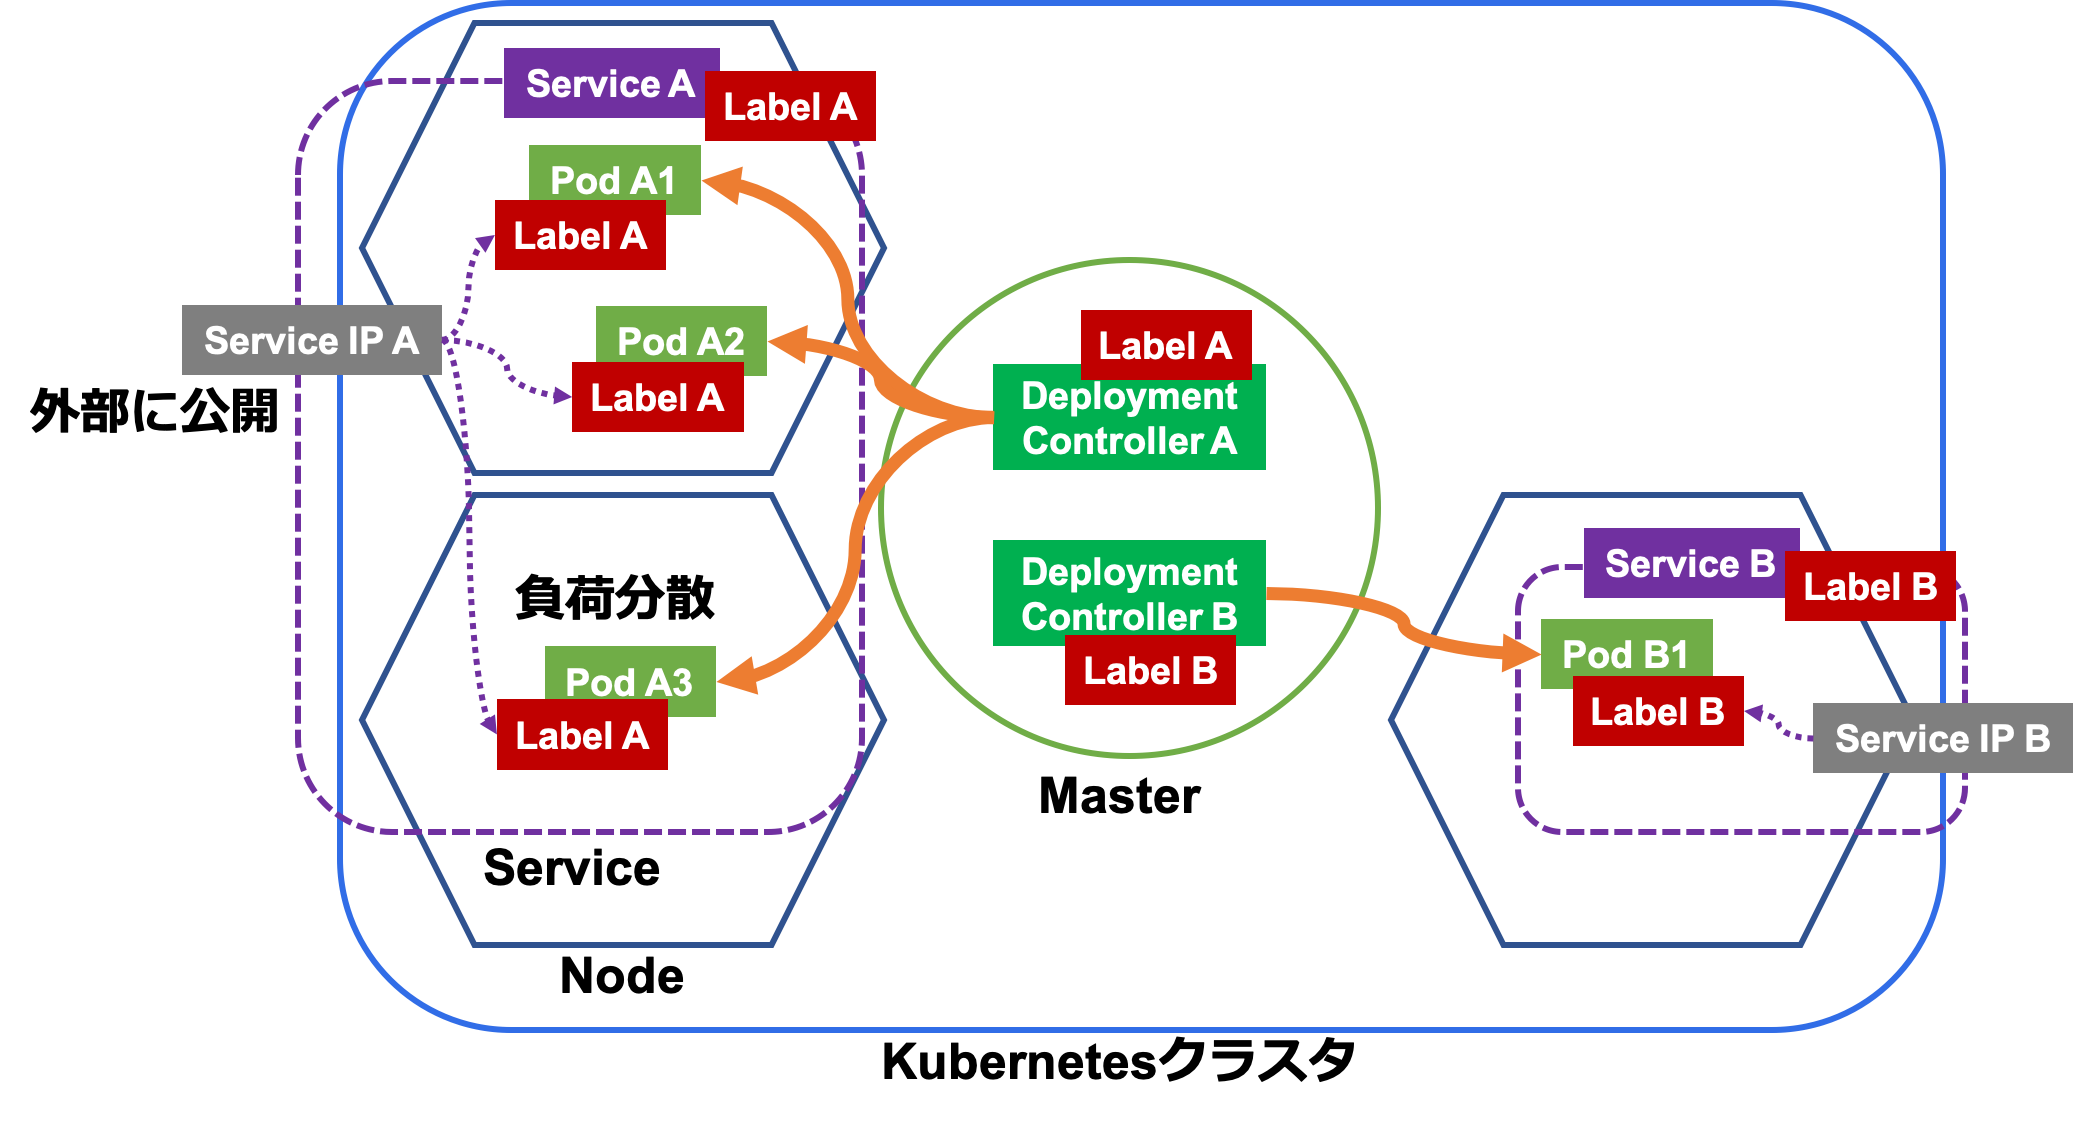 Service A
Label A
Pod A1
Label A
Service IP A
外部に公開
Pod A2
Label A
負荷分散
Pod A3
Label A
Service
Node
Label A
Deployment
Controller A
Deployment
Controller B
Label B
Master
Service B
Label B
Pod B1
Label B
Service IP B
Kubernetesクラスタ